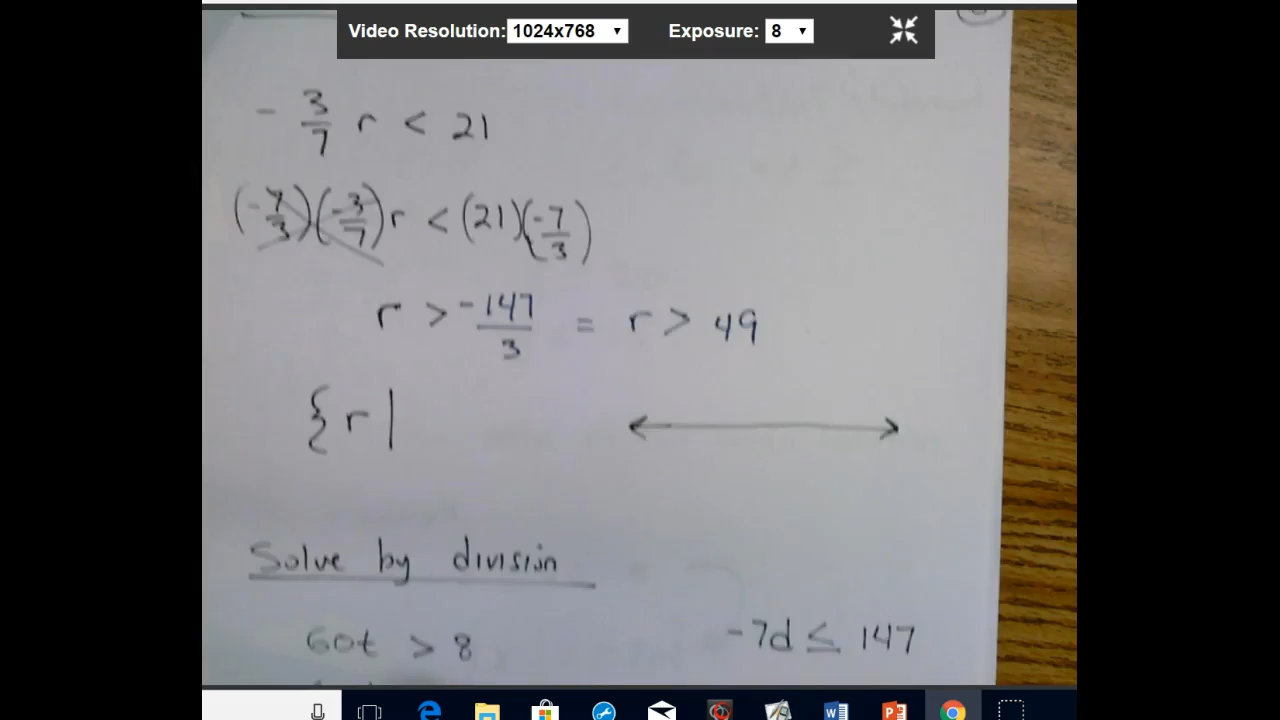 Video Resolution: 1024x768 Exposure: 8
- 3/7 r < 21
(-7/3)(-3/7)r < (21)(-7/3)
r > -147/3 = r > 49
{r|
Solve by division
60t > 8
-7d ≤ 147